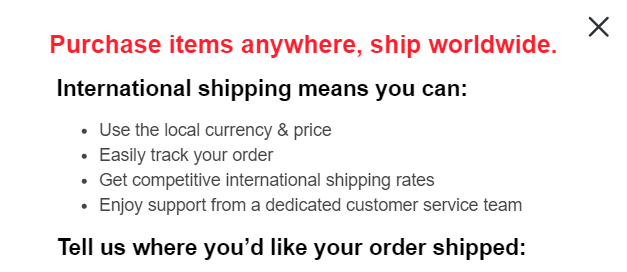 Purchase items anywhere, ship worldwide.
International shipping means you can:
• Use the local currency & price
• Easily track your order
• Get competitive international shipping rates
• Enjoy support from a dedicated customer service team
Tell us where you’d like your order shipped: